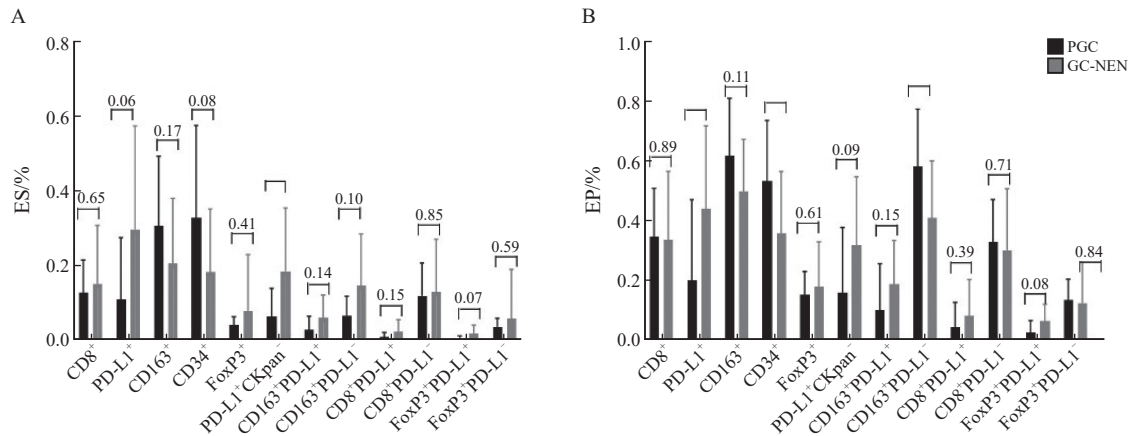 A
B
0.8
0.6
0.4
0.2
0.0
ES/%
0.65
0.06
0.17
0.08
0.41
0.14
0.10
0.15
0.85
0.07
0.59
CD8⁺
PD-L1⁺
CD163⁺
CD34⁺
FoxP3⁺
PD-L1⁺CKpan⁻
CD163⁺PD-L1⁺
CD163⁺PD-L1⁻
CD8⁺PD-L1⁺
CD8⁺PD-L1⁻
FoxP3⁺PD-L1⁺
FoxP3⁺PD-L1⁻
1.0
0.8
0.6
0.4
0.2
0.0
EP/%
0.89
0.11
0.61
0.09
0.15
0.39
0.71
0.08
0.84
CD8⁺
PD-L1⁺
CD163⁺
CD34⁺
FoxP3⁺
PD-L1⁺CKpan⁻
CD163⁺PD-L1⁺
CD163⁺PD-L1⁻
CD8⁺PD-L1⁺
CD8⁺PD-L1⁻
FoxP3⁺PD-L1⁺
FoxP3⁺PD-L1⁻
PGC
GC-NEN